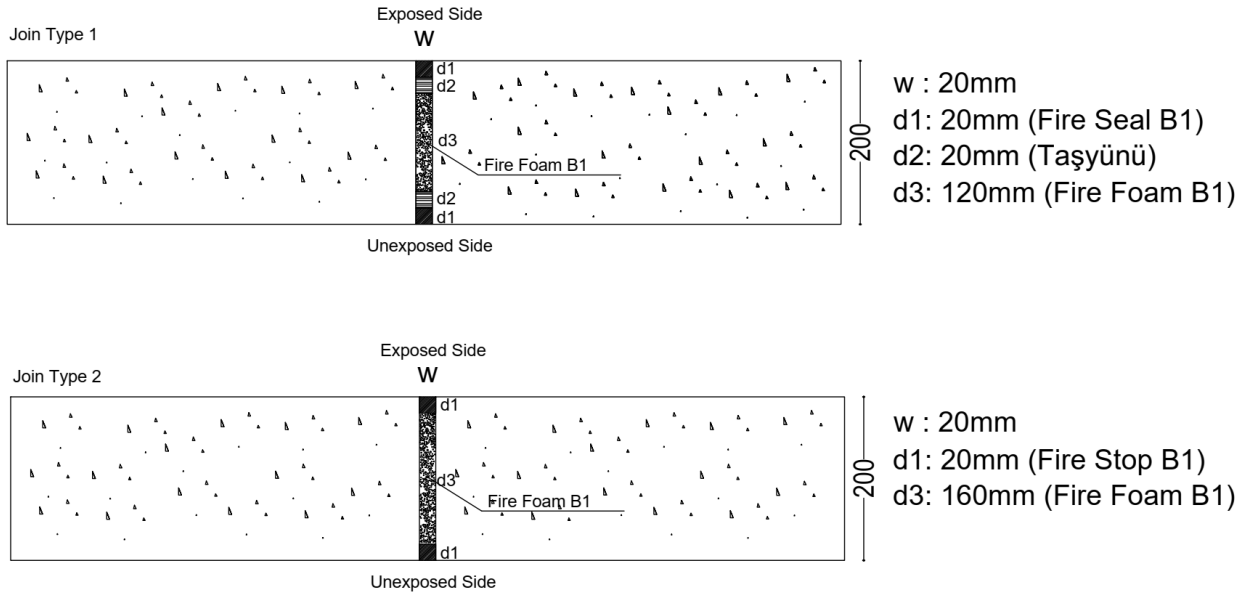 Exposed Side
Join Type 1
w
d1
d2
d3
Fire Foam B1
d2
d1
Unexposed Side
200
w : 20mm
d1: 20mm (Fire Seal B1)
d2: 20mm (Taşyünü)
d3: 120mm (Fire Foam B1)
Exposed Side
Join Type 2
w
d1
d3
Fire Foam B1
d1
Unexposed Side
200
w : 20mm
d1: 20mm (Fire Stop B1)
d3: 160mm (Fire Foam B1)